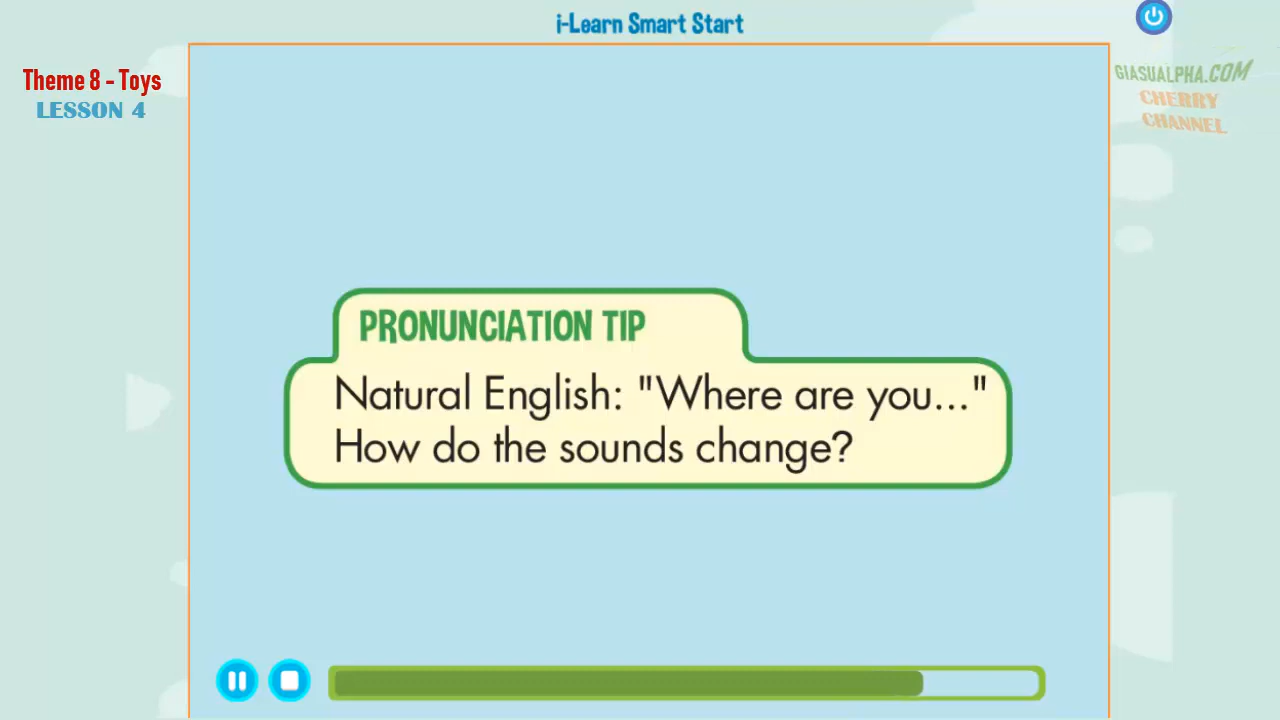 i-Learn Smart Start
Theme 8 - Toys
LESSON 4
GIASUALPHA.COM
CHERRY
CHANNEL
PRONUNCIATION TIP
Natural English: "Where are you..."
How do the sounds change?